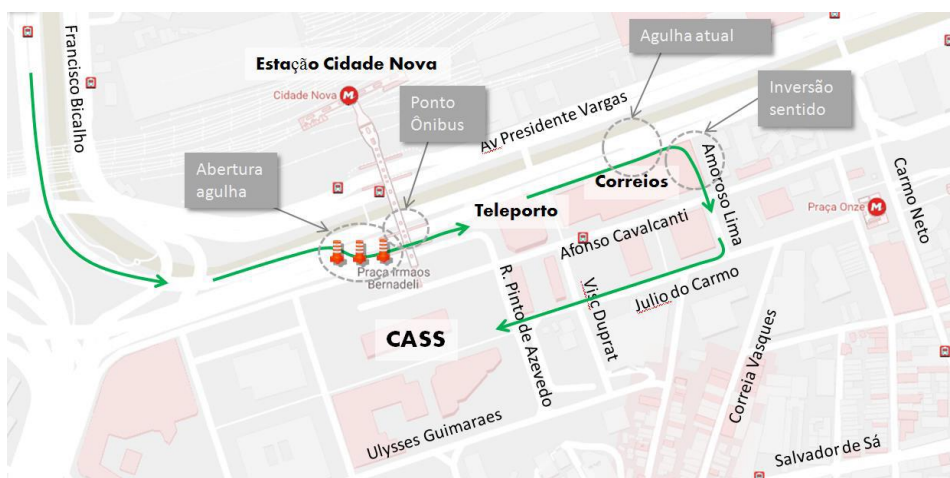 Francisco Bicalho
Estação Cidade Nova
Cidade Nova
M
Ponto
Ônibus
Agulha atual
Inversão
sentido
Av Presidente Vargas
Abertura
agulha
Correios
Teleporto
Amoroso Lima
Carmo Neto
Praça Onze
M
Afonso Cavalcanti
Praça Irmaos
Bernadeli
R. Pinto de Azevedo
Visc Duprat
Julio do Carmo
CASS
Correia Vasques
Ulysses Guimaraes
Salvador de Sá